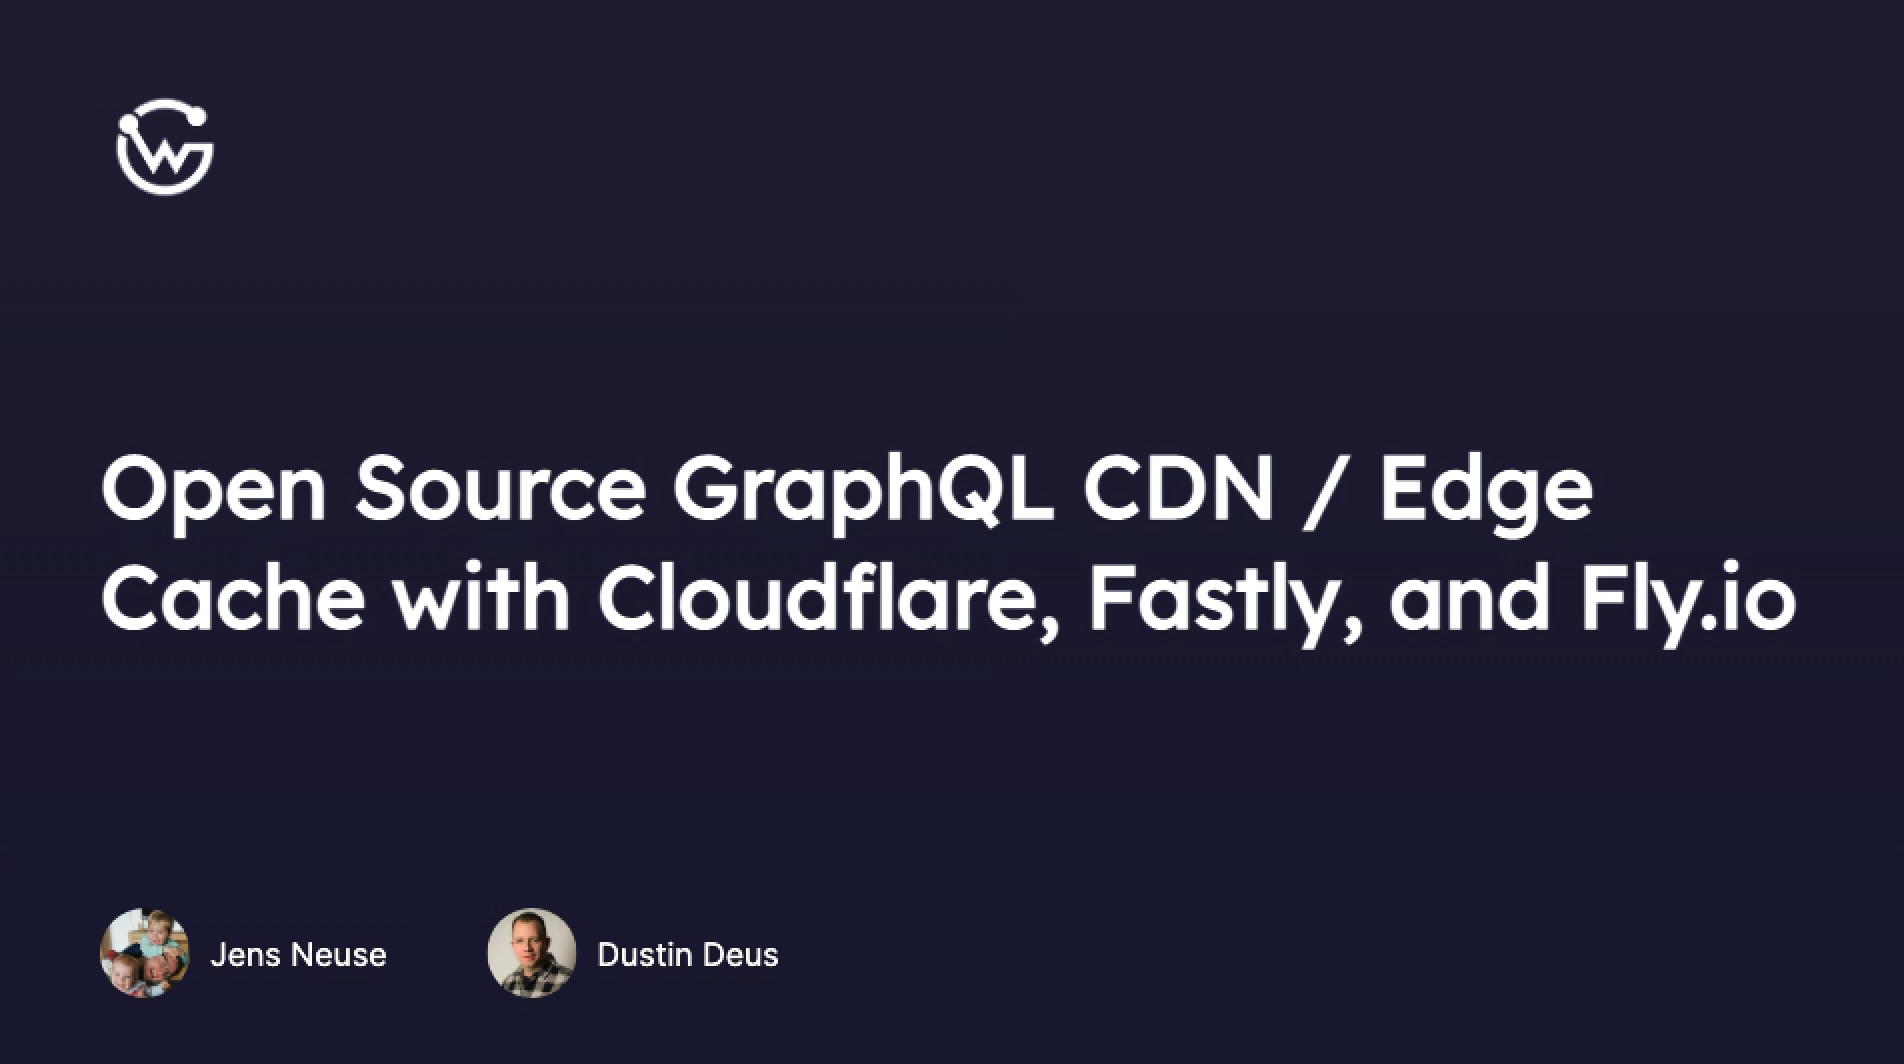 Open Source GraphQL CDN / Edge
Cache with Cloudflare, Fastly, and Fly.io
Jens Neuse
Dustin Deus